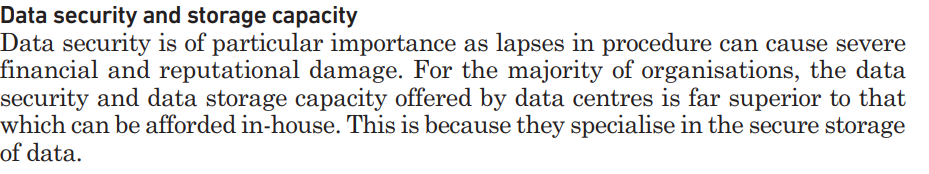 Data security and storage capacity
Data security is of particular importance as lapses in procedure can cause severe
financial and reputational damage. For the majority of organisations, the data
security and data storage capacity offered by data centres is far superior to that
which can be afforded in-house. This is because they specialise in the secure storage
of data.